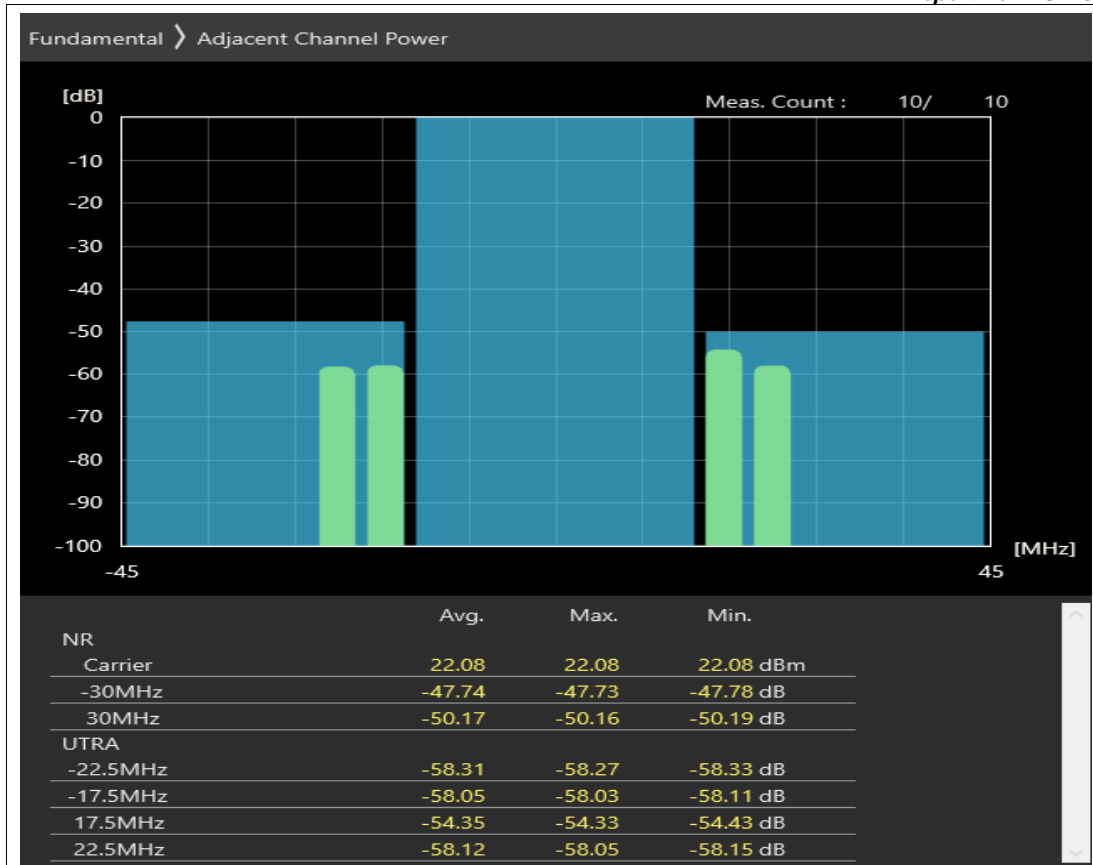 Fundamental ❯ Adjacent Channel Power
[dB]
Meas. Count : 10/ 10
0
-10
-20
-30
-40
-50
-60
-70
-80
-90
-100
[MHz]
-45 45
Avg. Max. Min.
NR
Carrier 22.08 22.08 22.08 dBm
-30MHz -47.74 -47.73 -47.78 dB
30MHz -50.17 -50.16 -50.19 dB
UTRA
-22.5MHz -58.31 -58.27 -58.33 dB
-17.5MHz -58.05 -58.03 -58.11 dB
17.5MHz -54.35 -54.33 -54.43 dB
22.5MHz -58.12 -58.05 -58.15 dB